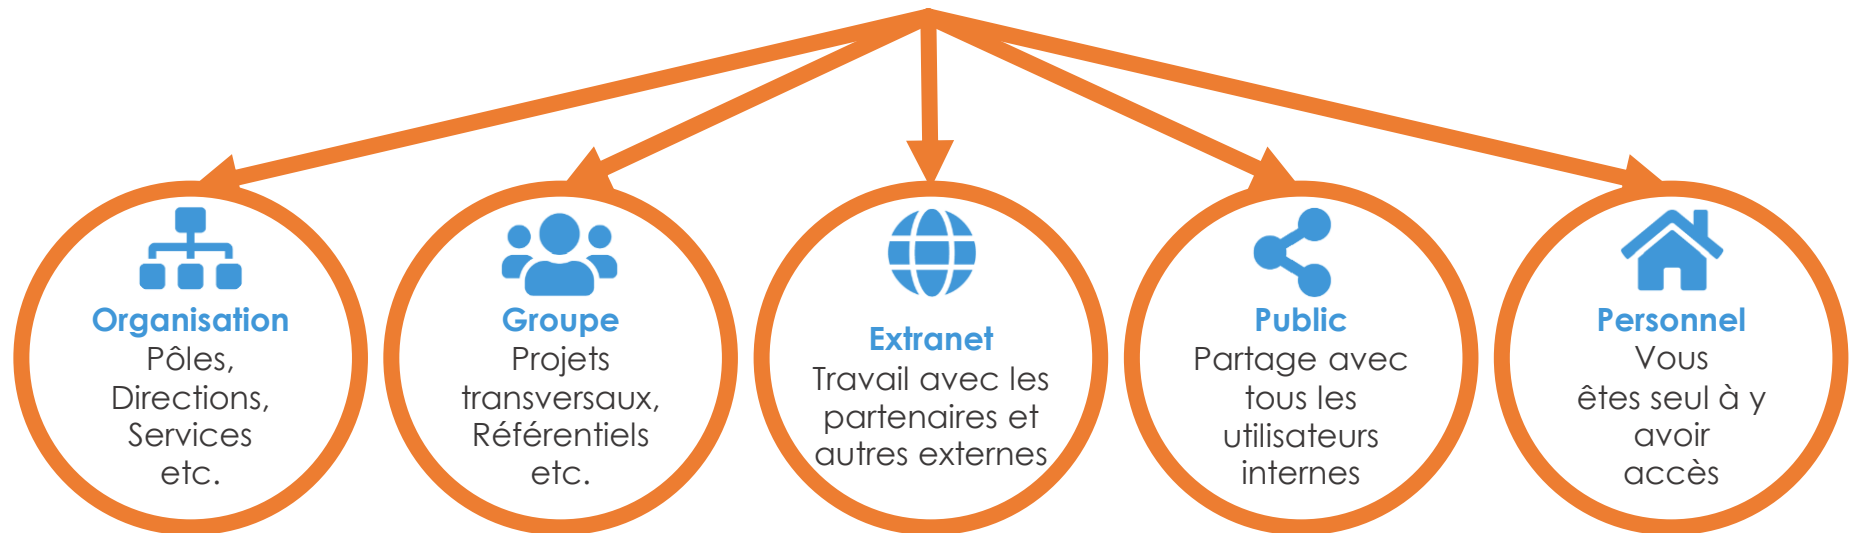 Organisation
Pôles,
Directions,
Services
etc.
Groupe
Projets
transversaux,
Référentiels
etc.
Extranet
Travail avec les
partenaires et
autres externes
Public
Partage avec
tous les
utilisateurs
internes
Personnel
Vous
êtes seul à y
avoir
accès